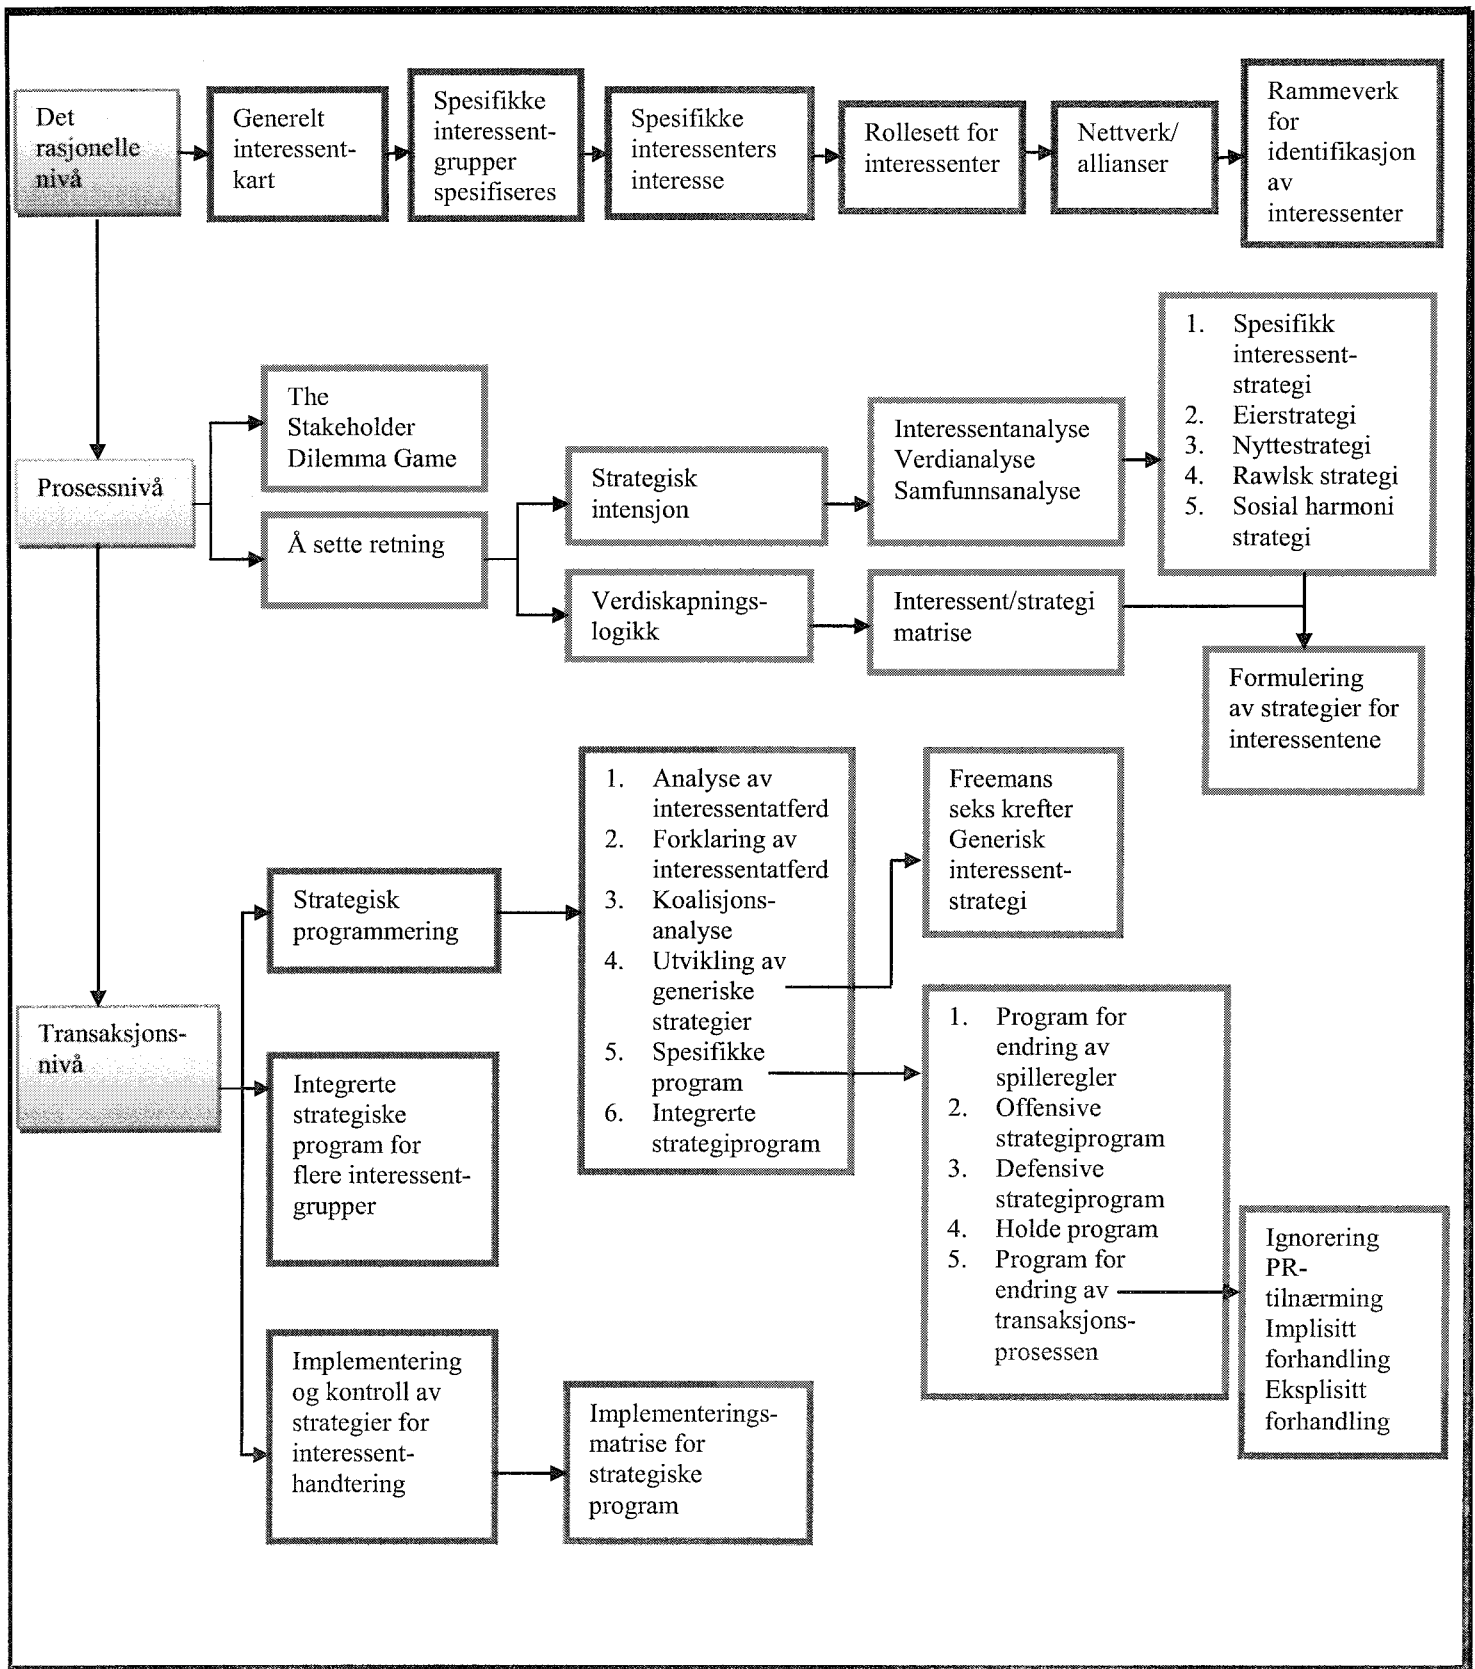 Det
rasjonelle
nivå
Generelt
interessent-
kart
Spesifikke
interessent-
grupper
spesifiseres
Spesifikke
interessenters
interesse
Rollesett for
interessenter
Nettverk/
allianser
Rammeverk
for
identifikasjon
av
interessenter
Prosessnivå
The
Stakeholder
Dilemma Game
Å sette retning
Strategisk
intensjon
Verdiskapnings-
logikk
Interessentanalyse
Verdianalyse
Samfunnsanalyse
Interessent/strategi
matrise
1. Spesifikk
interessent-
strategi
2. Eierstrategi
3. Nyttestrategi
4. Rawlsk strategi
5. Sosial harmoni
strategi
Formulering
av strategier for
interessentene
Transaksjons-
nivå
Strategisk
programmering
1. Analyse av
interessentatferd
2. Forklaring av
interessentatferd
3. Koalisjons-
analyse
4. Utvikling av
generiske
strategier
5. Spesifikke
program
6. Integrerte
strategiprogram
Freemans
seks krefter
Generisk
interessent-
strategi
1. Program for
endring av
spilleregler
2. Offensive
strategiprogram
3. Defensive
strategiprogram
4. Holde program
5. Program for
endring av
transaksjons-
prosessen
Ignorering
PR-
tilnærming
Implisitt
forhandling
Eksplisitt
forhandling
Integrerte
strategiske
program for
flere interessent-
grupper
Implementering
og kontroll av
strategier for
interessent-
handtering
Implementerings-
matrise for
strategiske
program